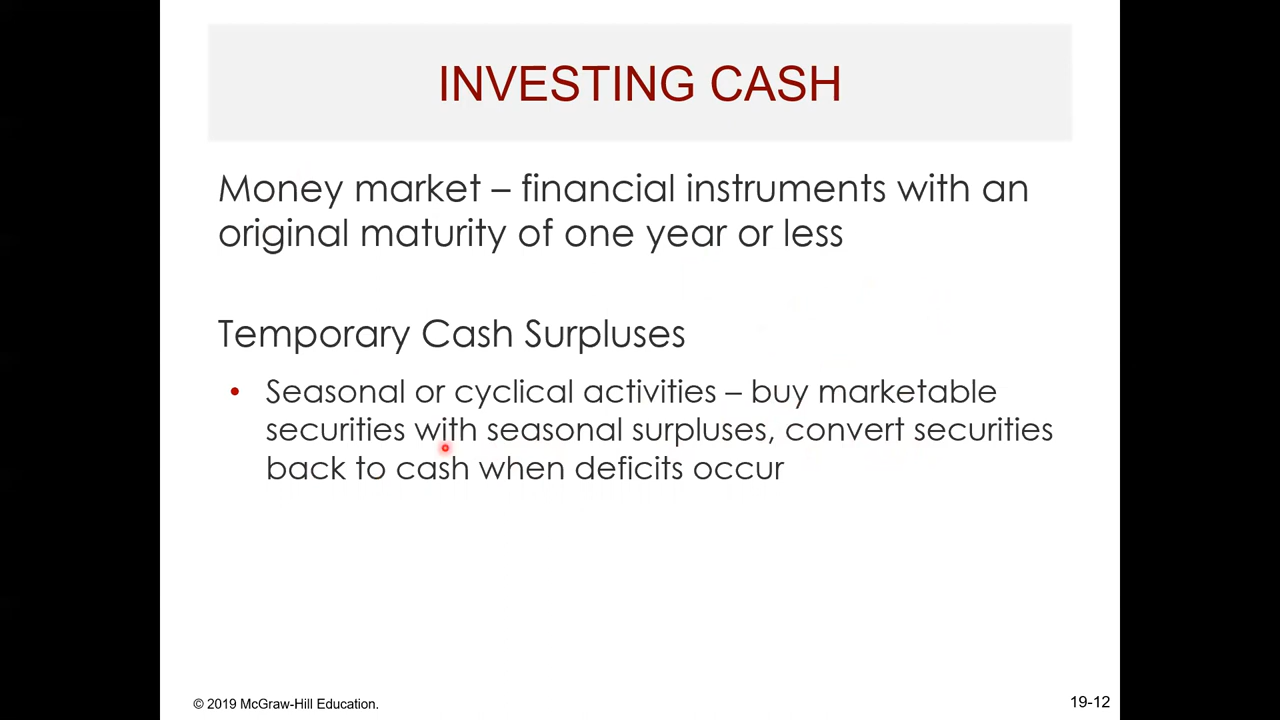 INVESTING CASH
Money market – financial instruments with an
original maturity of one year or less
Temporary Cash Surpluses
• Seasonal or cyclical activities – buy marketable
securities with seasonal surpluses, convert securities
back to cash when deficits occur
© 2019 McGraw-Hill Education.
19-12